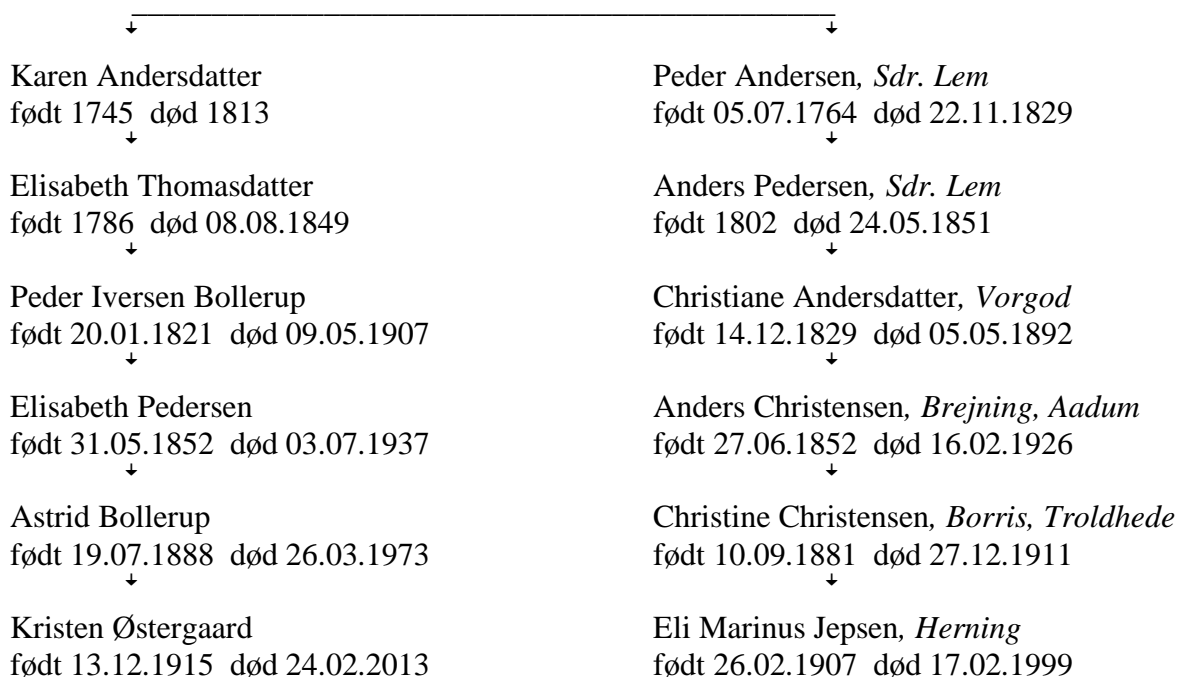 Karen Andersdatter
født 1745 død 1813
Elisabeth Thomasdatter
født 1786 død 08.08.1849
Peder Iversen Bollerup
født 20.01.1821 død 09.05.1907
Elisabeth Pedersen
født 31.05.1852 død 03.07.1937
Astrid Bollerup
født 19.07.1888 død 26.03.1973
Kristen Østergaard
født 13.12.1915 død 24.02.2013
Peder Andersen, Sdr. Lem
født 05.07.1764 død 22.11.1829
Anders Pedersen, Sdr. Lem
født 1802 død 24.05.1851
Christiane Andersdatter, Vorgod
født 14.12.1829 død 05.05.1892
Anders Christensen, Brejning, Aadum
født 27.06.1852 død 16.02.1926
Christine Christensen, Borris, Troldhede
født 10.09.1881 død 27.12.1911
Eli Marinus Jepsen, Herning
født 26.02.1907 død 17.02.1999